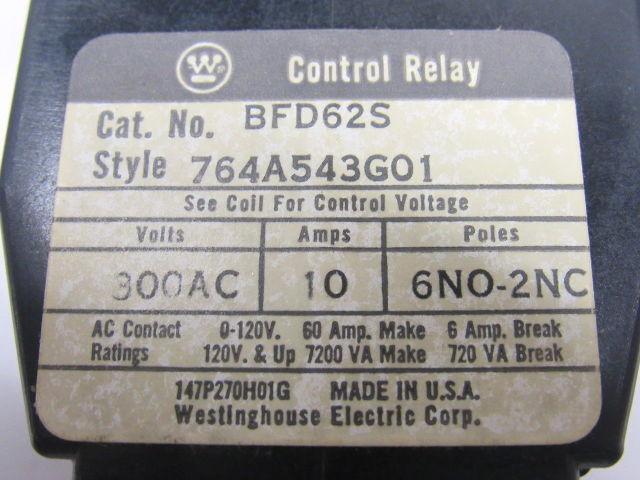 W Control Relay
Cat. No. BFD62S
Style 764A543G01
See Coil For Control Voltage
Volts Amps Poles
300AC 10 6NO-2NC
AC Contact 0-120V. 60 Amp. Make 6 Amp. Break
Ratings 120V. & Up 7200 VA Make 720 VA Break
147P270H01G MADE IN U.S.A.
Westinghouse Electric Corp.